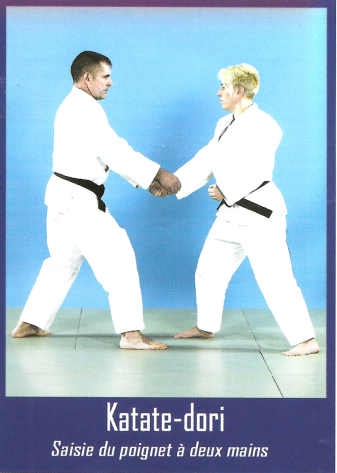 Katate-dori
Saisie du poignet à deux mains